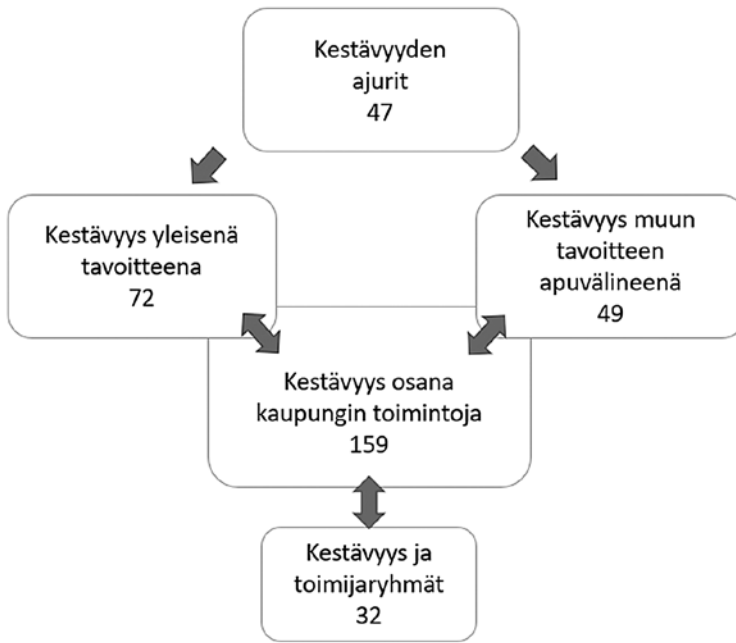 Kestävyyden
ajurit
47
Kestävyys yleisenä
tavoitteena
72
Kestävyys muun
tavoitteen
apuvälineenä
49
Kestävyys osana
kaupungin toimintoja
159
Kestävyys ja
toimijaryhmät
32